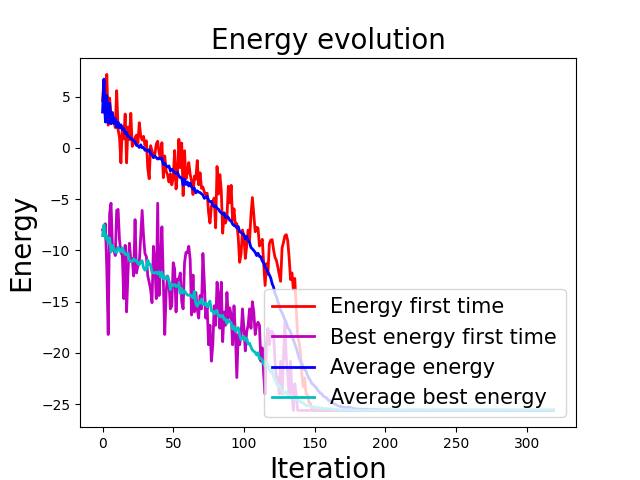 Energy evolution
Energy
5
0
−5
−10
−15
−20
−25
Energy first time
Best energy first time
Average energy
Average best energy
0 50 100 150 200 250 300
Iteration